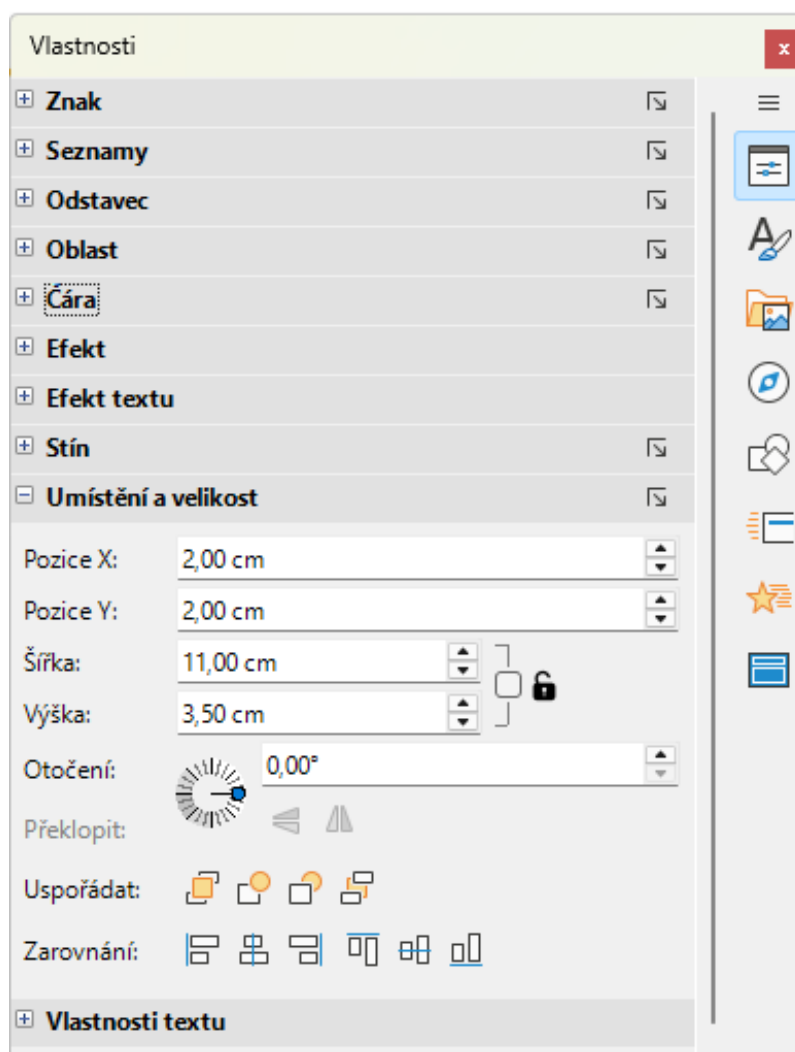 Vlastnosti
Znak
Seznamy
Odstavec
Oblast
Čára
Efekt
Efekt textu
Stín
Umístění a velikost
Pozice X: 2,00 cm
Pozice Y: 2,00 cm
Šířka: 11,00 cm
Výška: 3,50 cm
Otočení: 0,00°
Překlopit:
Uspořádat:
Zarovnání:
Vlastnosti textu